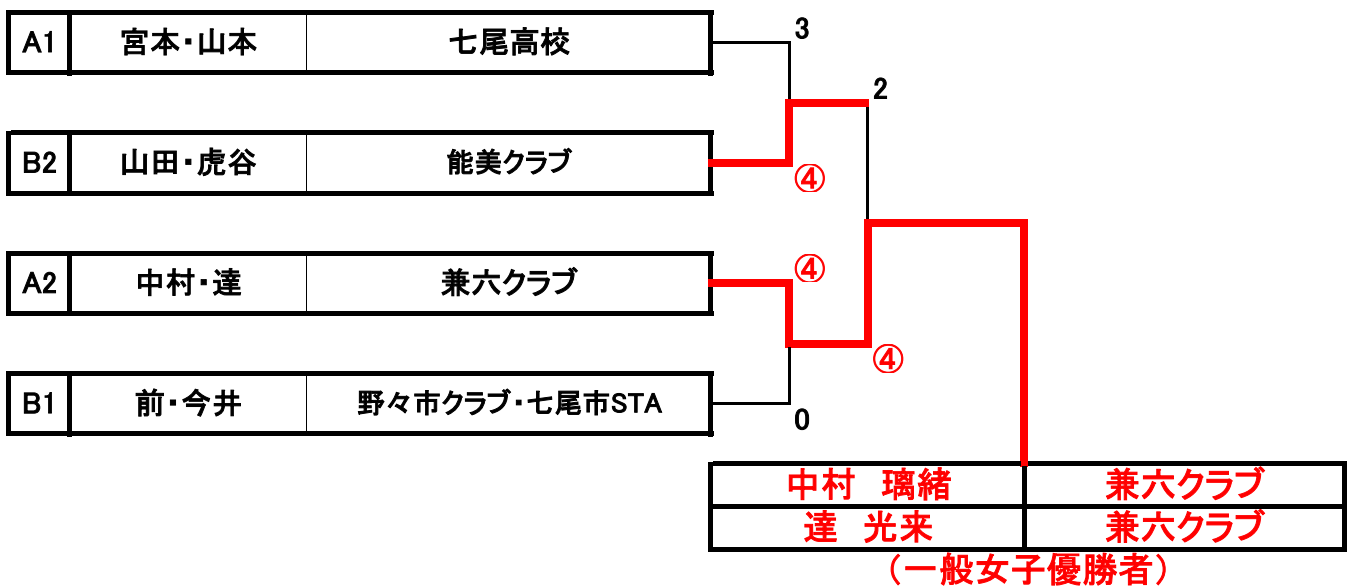 A1 宮本・山本 七尾高校 3
2
B2 山田・虎谷 能美クラブ ④
A2 中村・達 兼六クラブ ④
④
B1 前・今井 野々市クラブ・七尾市STA 0
中村 璃緒 兼六クラブ
達 光来 兼六クラブ
（一般女子優勝者）